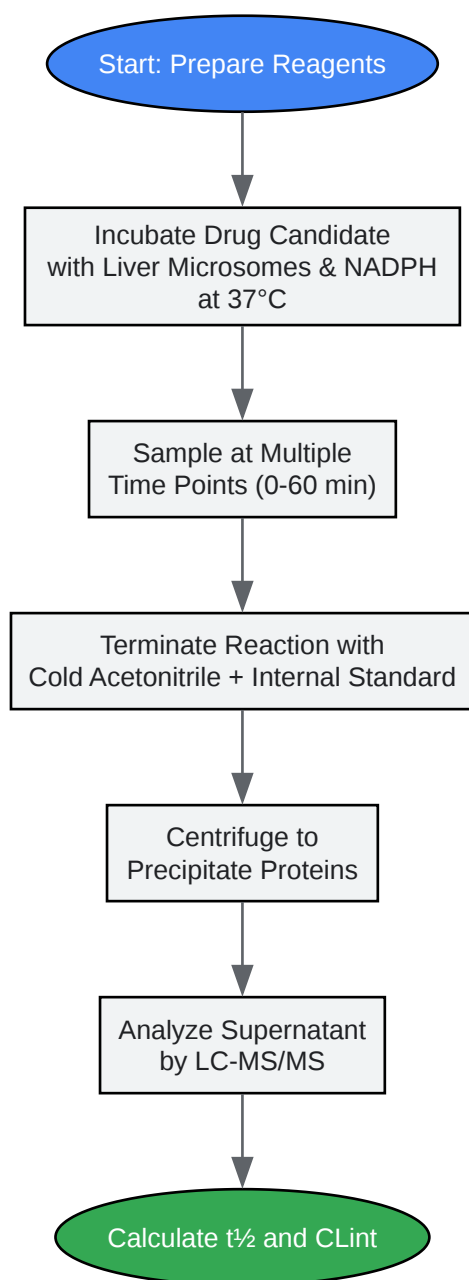 Start: Prepare Reagents
Incubate Drug Candidate
with Liver Microsomes & NADPH
at 37°C
Sample at Multiple
Time Points (0-60 min)
Terminate Reaction with
Cold Acetonitrile + Internal Standard
Centrifuge to
Precipitate Proteins
Analyze Supernatant
by LC-MS/MS
Calculate t½ and CLint